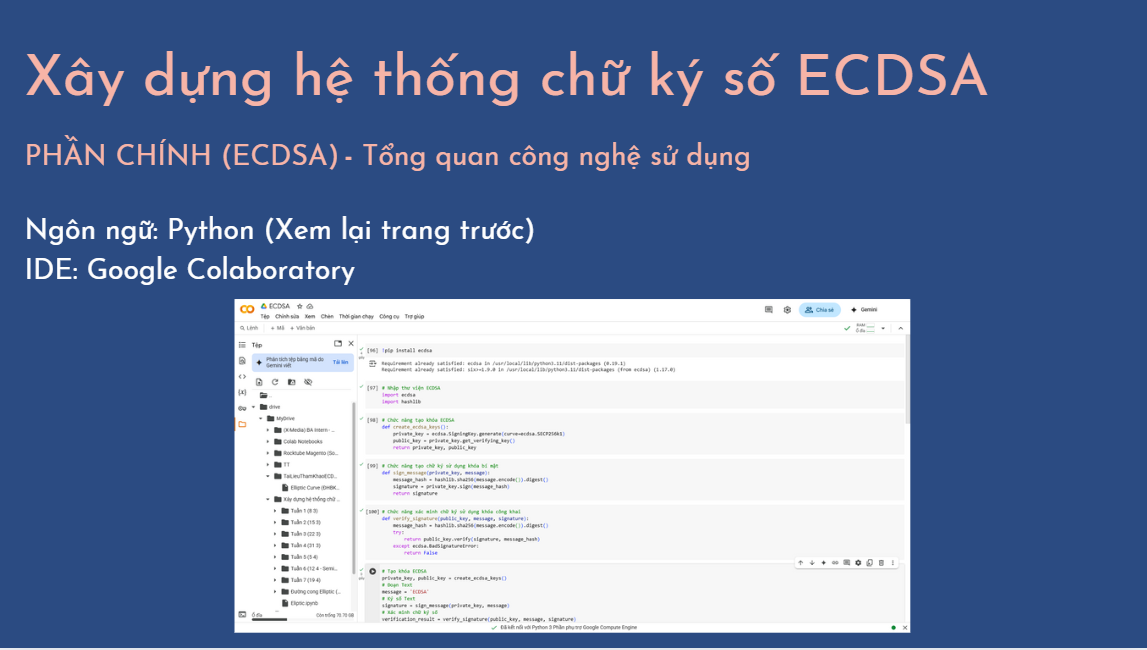 Xây dựng hệ thống chữ ký số ECDSA
PHẦN CHÍNH (ECDSA) - Tổng quan công nghệ sử dụng
Ngôn ngữ: Python (Xem lại trang trước)
IDE: Google Colaboratory
ECDSA
Tệp Chỉnh sửa Xem Chèn Thời gian chạy Công cụ Trợ giúp
Chia sẻ Gemini
Lệnh + Mã + Văn bản
Tệp
Phân tích tệp bằng mã do Gemini viết Tải lên
..
drive
MyDrive
(X-Media) BA Intern - ...
Colab Notebooks
Rocktube Magento (So...
TT
TaiLieuThamKhaoECD...
Elliptic Curve (ĐHBK...
Xây dựng hệ thống chữ ...
Tuần 1 (8 3)
Tuần 2 (15 3)
Tuần 3 (22 3)
Tuần 4 (31 3)
Tuần 5 (5 4)
Tuần 6 (12 4 - Semi...
Tuần 7 (19 4)
Đường cong Elliptic (...
Elliptic.ipynb
Ổ đĩa Còn trống 70.70 GB
[96] !pip install ecdsa
Requirement already satisfied: ecdsa in /usr/local/lib/python3.11/dist-packages (0.19.1)
Requirement already satisfied: six>=1.9.0 in /usr/local/lib/python3.11/dist-packages (from ecdsa) (1.17.0)
[97] # Nhập thư viện ECDSA
import ecdsa
import hashlib
[98] # Chức năng tạo khóa ECDSA
def create_ecdsa_keys():
private_key = ecdsa.SigningKey.generate(curve=ecdsa.SECP256k1)
public_key = private_key.get_verifying_key()
return private_key, public_key
[99] # Chức năng tạo chữ ký sử dụng khóa bí mật
def sign_message(private_key, message):
message_hash = hashlib.sha256(message.encode()).digest()
signature = private_key.sign(message_hash)
return signature
[100] # Chức năng xác minh chữ ký sử dụng khóa công khai
def verify_signature(public_key, message, signature):
message_hash = hashlib.sha256(message.encode()).digest()
try:
return public_key.verify(signature, message_hash)
except ecdsa.BadSignatureError:
return False
# Tạo khóa ECDSA
private_key, public_key = create_ecdsa_keys()
# Đoạn Text
message = "ECDSA"
# Ký số Text
signature = sign_message(private_key, message)
# Xác minh chữ ký số
verification_result = verify_signature(public_key, message, signature)
Đã kết nối với Python 3 Phần phụ trợ Google Compute Engine